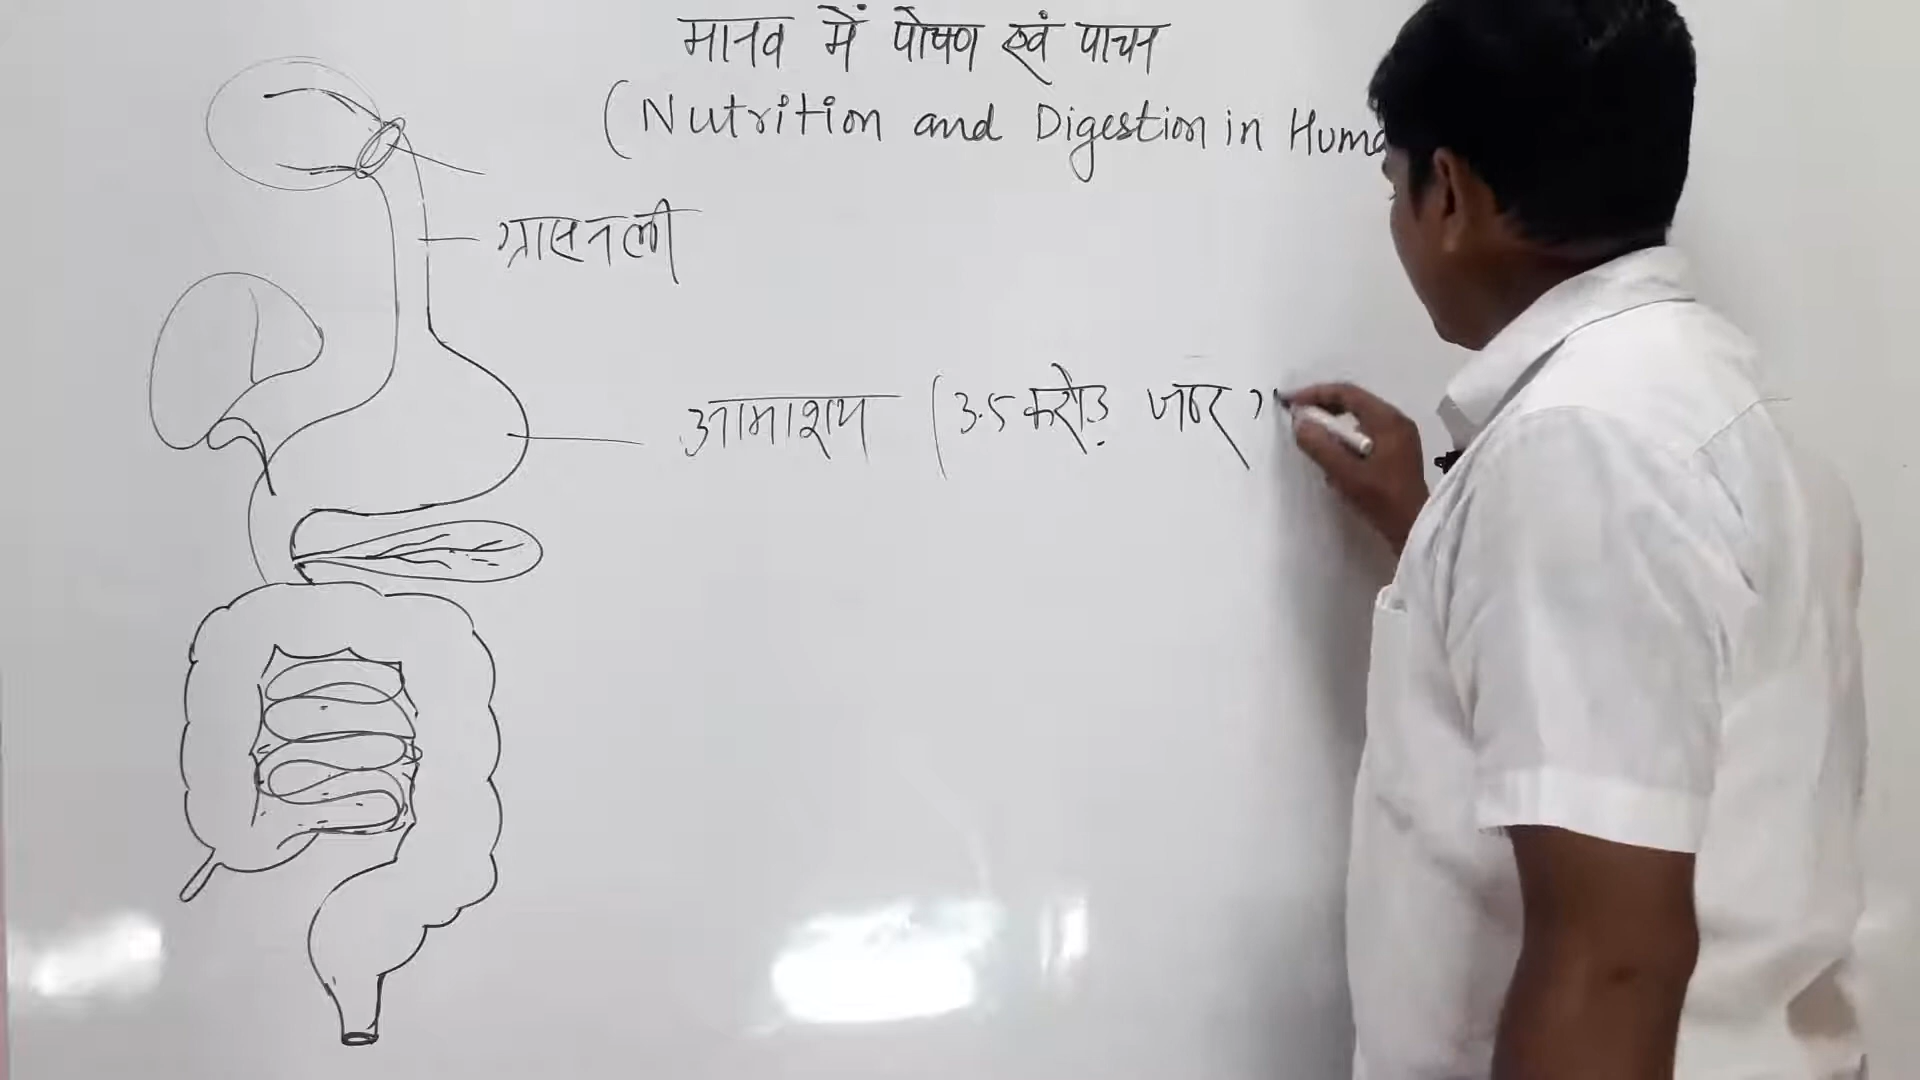 मानव में पोषण एवं पाचन
(Nutrition and Digestion in Huma
ग्रासनली
आमाशय (3.5 करोड़ जठर